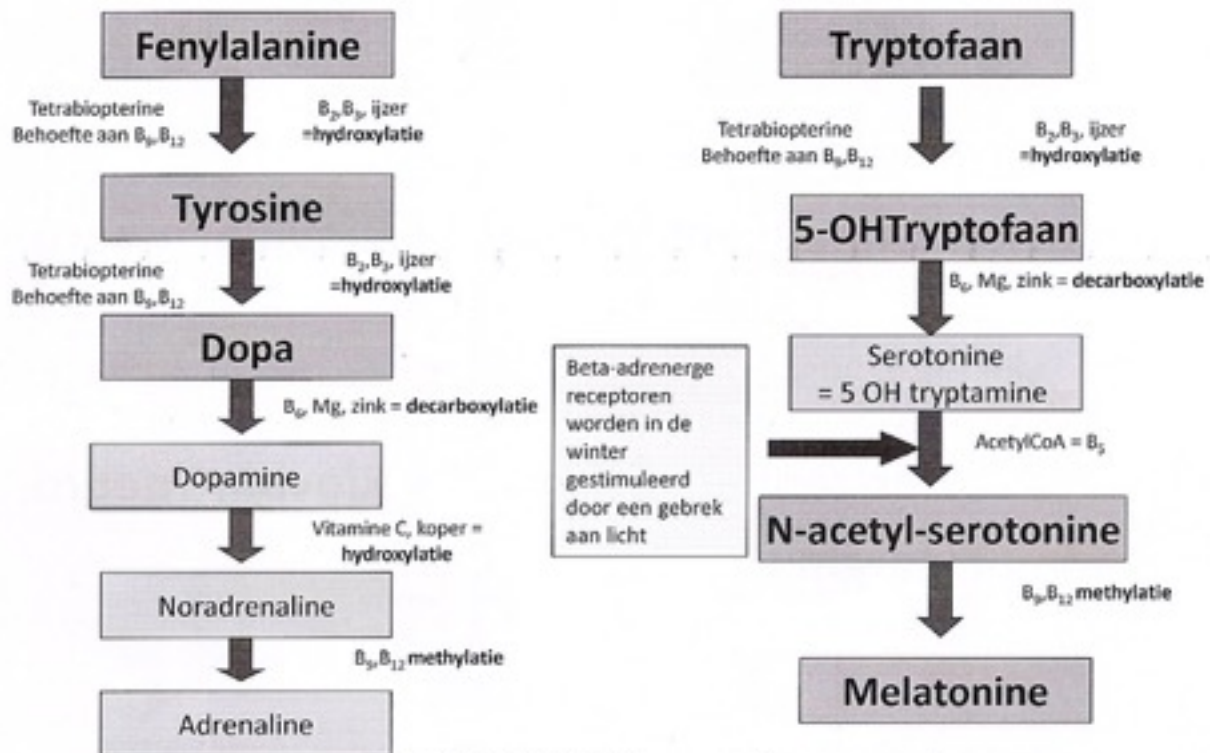 Fenylalanine
Tetrabiopterine
Behoefte aan B₉,B₁₂
B₂,B₃, ijzer
=hydroxylatie
Tyrosine
Tetrabiopterine
Behoefte aan B₉,B₁₂
B₂,B₃, ijzer
=hydroxylatie
Dopa
B₆, Mg, zink = decarboxylatie
Dopamine
Vitamine C, koper =
hydroxylatie
Noradrenaline
B₉,B₁₂ methylatie
Adrenaline
Tryptofaan
Tetrabiopterine
Behoefte aan B₉,B₁₂
B₂,B₃, ijzer
=hydroxylatie
5-OHTryptofaan
B₆, Mg, zink = decarboxylatie
Serotonine
= 5 OH tryptamine
Beta-adrenerge
receptoren
worden in de
winter
gestimuleerd
door een gebrek
aan licht
AcetylCoA = B₅
N-acetyl-serotonine
B₉,B₁₂ methylatie
Melatonine